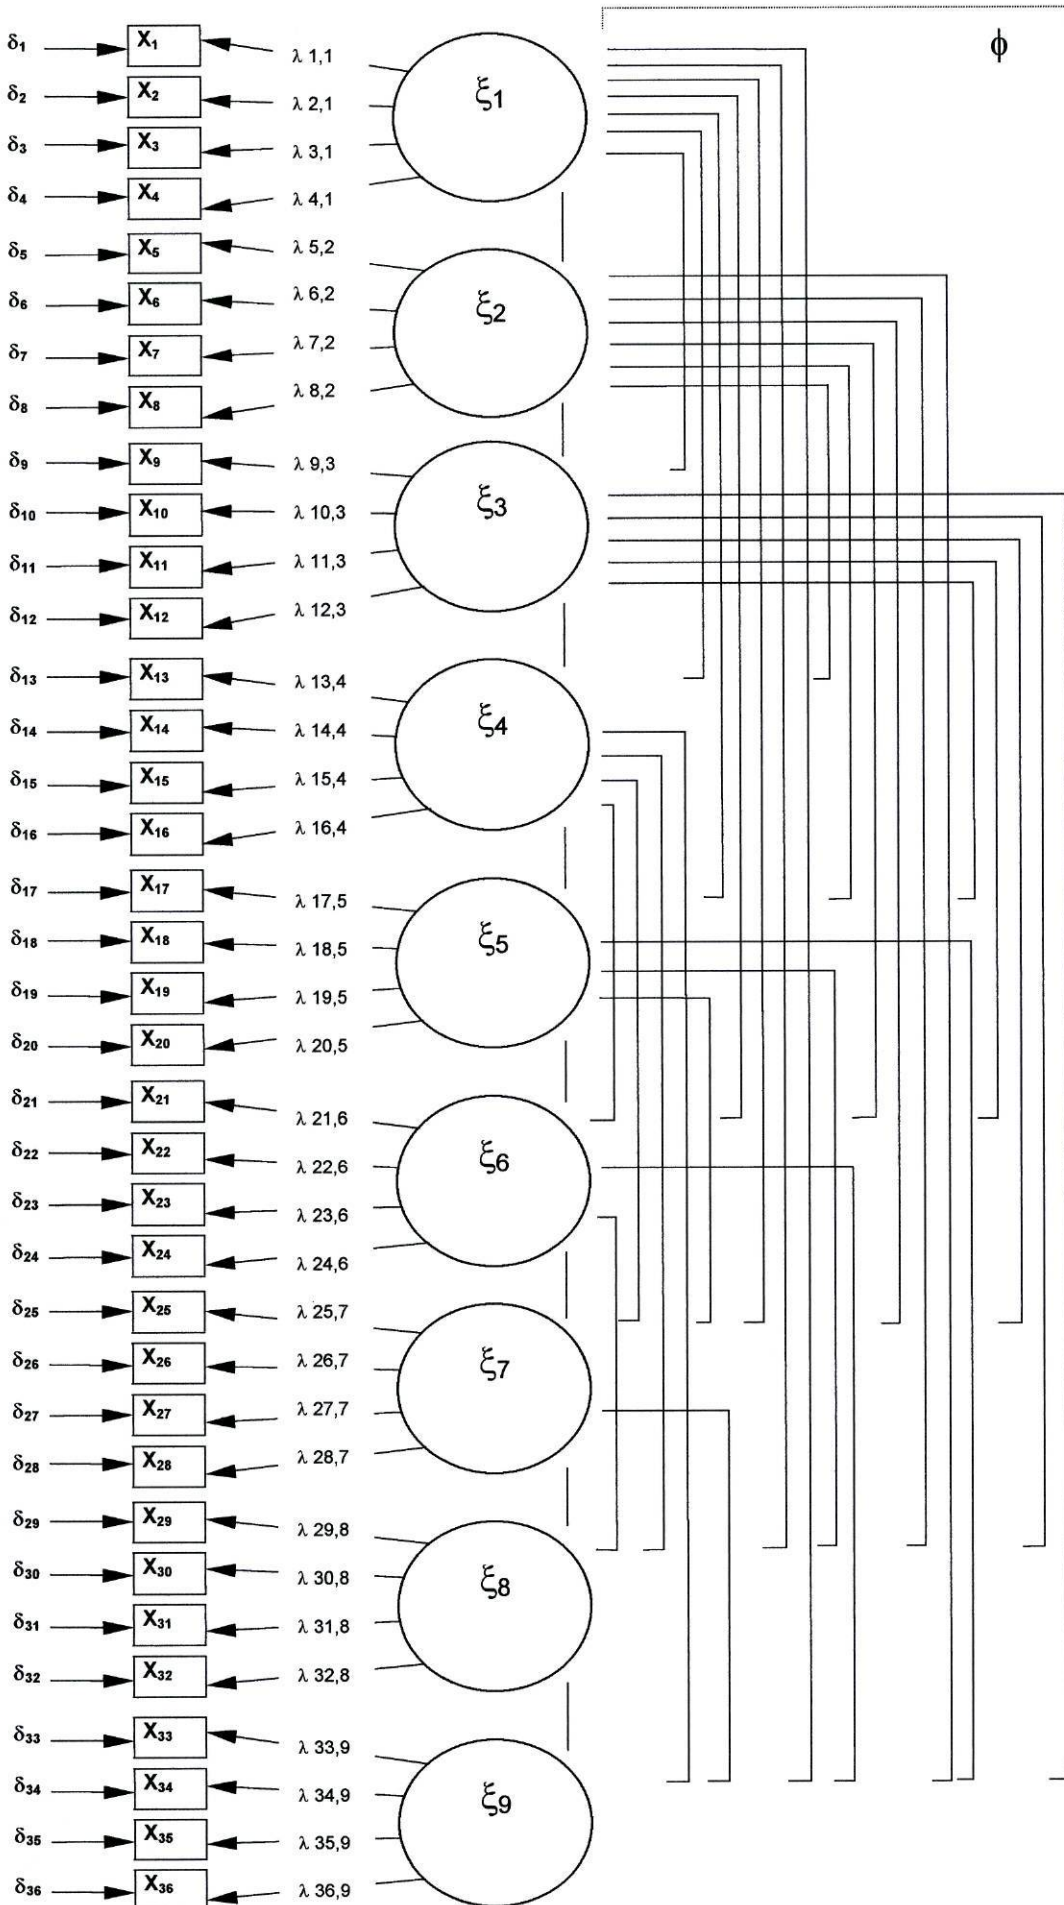 ϕ
δ1 X1 λ 1,1 ξ1
δ2 X2 λ 2,1
δ3 X3 λ 3,1
δ4 X4 λ 4,1
δ5 X5 λ 5,2
δ6 X6 λ 6,2 ξ2
δ7 X7 λ 7,2
δ8 X8 λ 8,2
δ9 X9 λ 9,3
δ10 X10 λ 10,3 ξ3
δ11 X11 λ 11,3
δ12 X12 λ 12,3
δ13 X13 λ 13,4
δ14 X14 λ 14,4 ξ4
δ15 X15 λ 15,4
δ16 X16 λ 16,4
δ17 X17 λ 17,5
δ18 X18 λ 18,5 ξ5
δ19 X19 λ 19,5
δ20 X20 λ 20,5
δ21 X21 λ 21,6
δ22 X22 λ 22,6 ξ6
δ23 X23 λ 23,6
δ24 X24 λ 24,6
δ25 X25 λ 25,7
δ26 X26 λ 26,7 ξ7
δ27 X27 λ 27,7
δ28 X28 λ 28,7
δ29 X29 λ 29,8
δ30 X30 λ 30,8 ξ8
δ31 X31 λ 31,8
δ32 X32 λ 32,8
δ33 X33 λ 33,9
δ34 X34 λ 34,9 ξ9
δ35 X35 λ 35,9
δ36 X36 λ 36,9